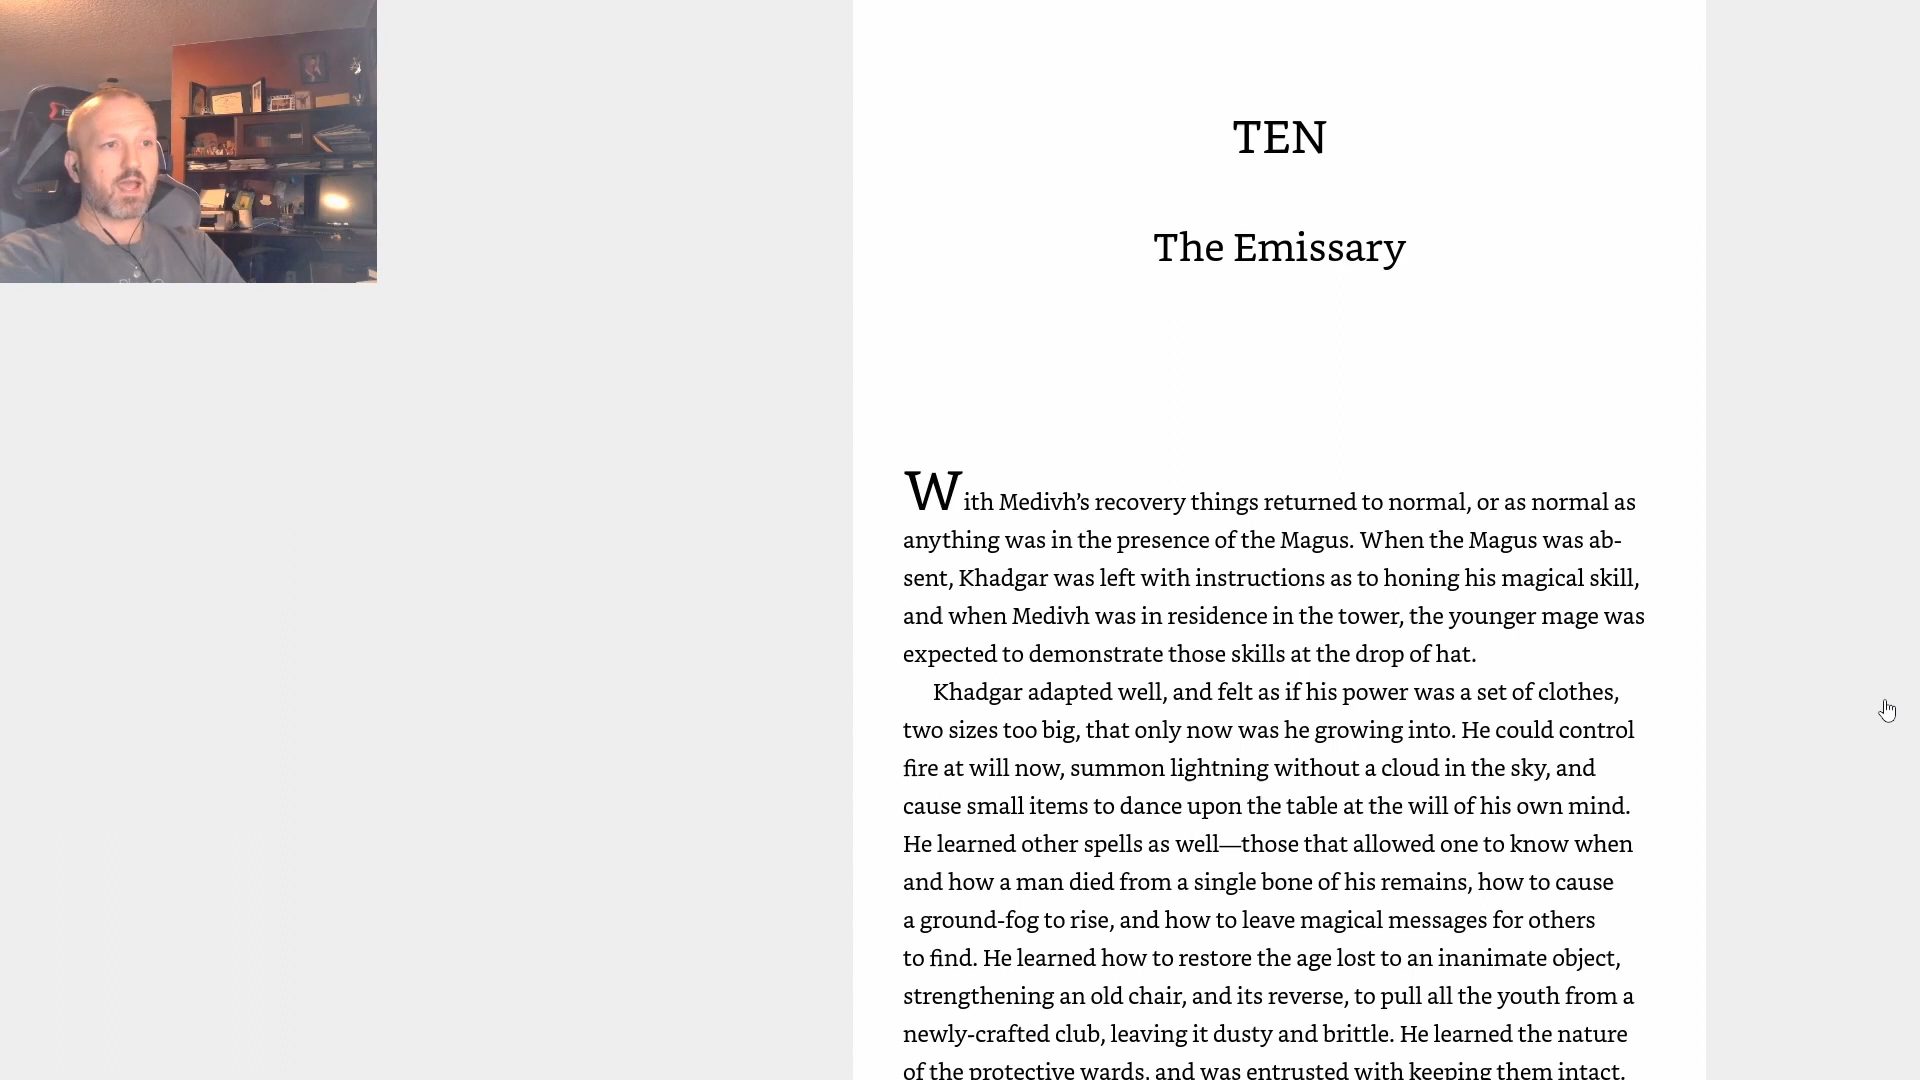 TEN
The Emissary
With Medivh’s recovery things returned to normal, or as normal as
anything was in the presence of the Magus. When the Magus was ab-
sent, Khadgar was left with instructions as to honing his magical skill,
and when Medivh was in residence in the tower, the younger mage was
expected to demonstrate those skills at the drop of hat.
Khadgar adapted well, and felt as if his power was a set of clothes,
two sizes too big, that only now was he growing into. He could control
fire at will now, summon lightning without a cloud in the sky, and
cause small items to dance upon the table at the will of his own mind.
He learned other spells as well—those that allowed one to know when
and how a man died from a single bone of his remains, how to cause
a ground-fog to rise, and how to leave magical messages for others
to find. He learned how to restore the age lost to an inanimate object,
strengthening an old chair, and its reverse, to pull all the youth from a
newly-crafted club, leaving it dusty and brittle. He learned the nature
of the protective wards, and was entrusted with keeping them intact.